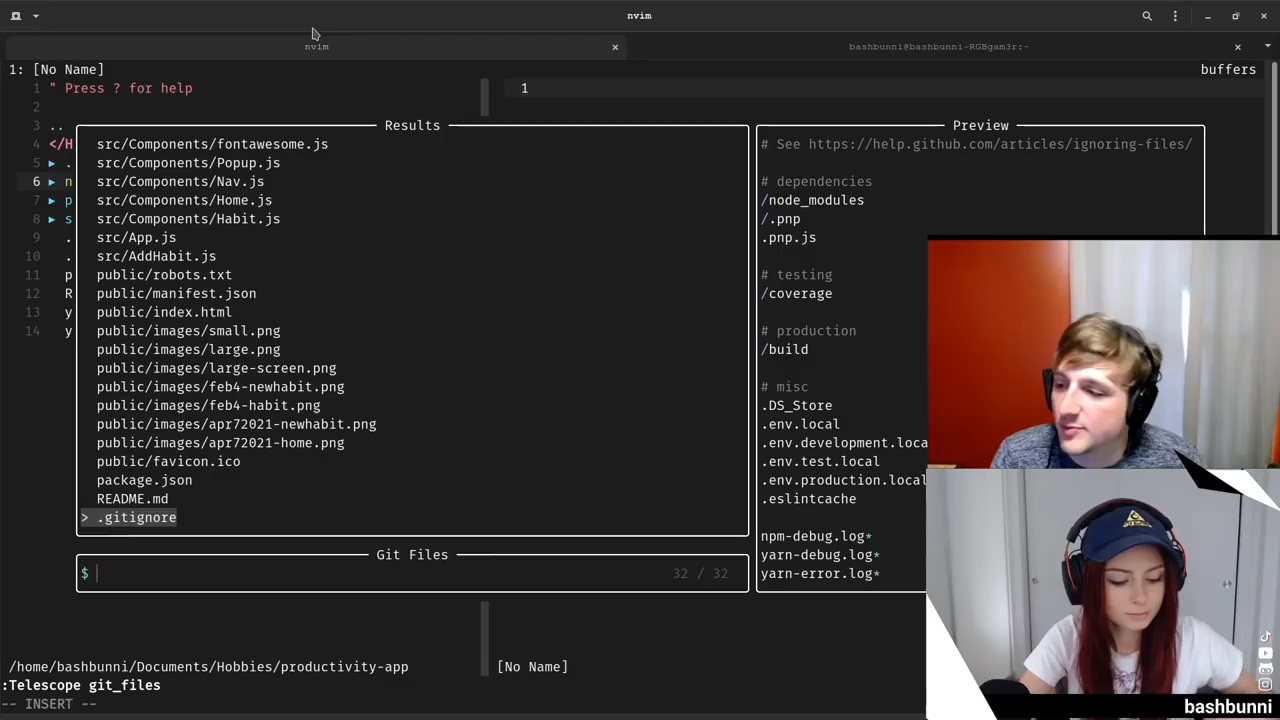 nvim
nvim
bashbunni@bashbunni-RGBgam3r:~
1: [No Name]
buffers
1 " Press ? for help
1
2
3 ..
4 </H
5 ▶ .
6 ▶ n
7 ▶ p
8 ▶ s
9 .
10 .
11 p
12 R
13 y
14 y
Results
src/Components/fontawesome.js
src/Components/Popup.js
src/Components/Nav.js
src/Components/Home.js
src/Components/Habit.js
src/App.js
src/AddHabit.js
public/robots.txt
public/manifest.json
public/index.html
public/images/small.png
public/images/large.png
public/images/large-screen.png
public/images/feb4-newhabit.png
public/images/feb4-habit.png
public/images/apr72021-newhabit.png
public/images/apr72021-home.png
public/favicon.ico
package.json
README.md
> .gitignore
Git Files
$
32 / 32
Preview
# See https://help.github.com/articles/ignoring-files/
# dependencies
/node_modules
/.pnp
.pnp.js
# testing
/coverage
# production
/build
# misc
.DS_Store
.env.local
.env.development.loca
.env.test.local
.env.production.local
.eslintcache
npm-debug.log*
yarn-debug.log*
yarn-error.log*
/home/bashbunni/Documents/Hobbies/productivity-app
[No Name]
:Telescope git_files
-- INSERT --
bashbunni